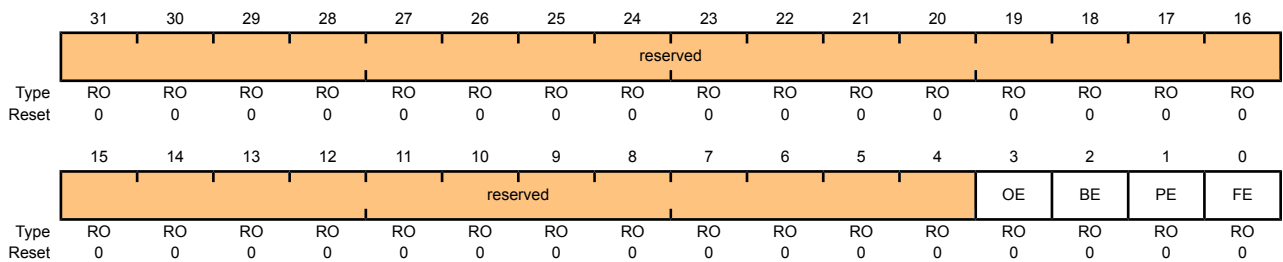 31 30 29 28 27 26 25 24 23 22 21 20 19 18 17 16
reserved
Type RO RO RO RO RO RO RO RO RO RO RO RO RO RO RO RO
Reset 0 0 0 0 0 0 0 0 0 0 0 0 0 0 0 0
15 14 13 12 11 10 9 8 7 6 5 4 3 2 1 0
reserved OE BE PE FE
Type RO RO RO RO RO RO RO RO RO RO RO RO RO RO RO RO
Reset 0 0 0 0 0 0 0 0 0 0 0 0 0 0 0 0